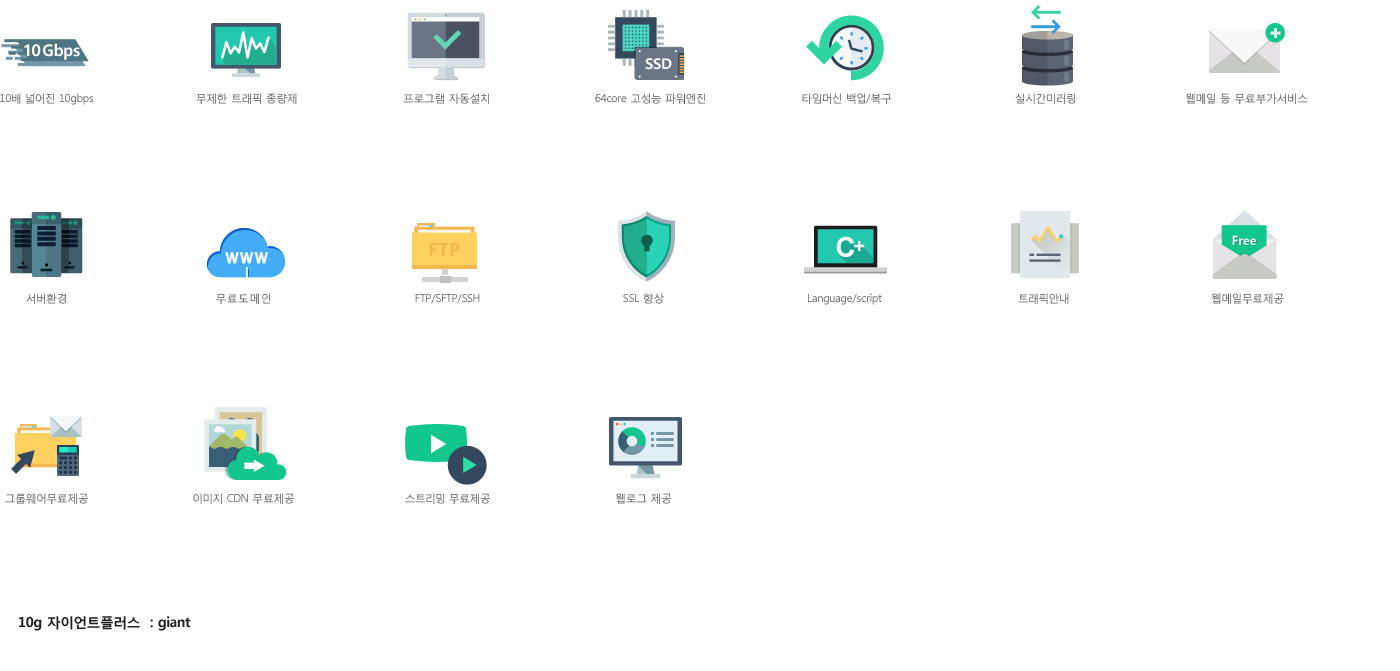 10Gbps
SSD
10배 넓어진 10gbps
무제한 트래픽 종량제
프로그램 자동설치
64core 고성능 파워엔진
타임머신 백업/복구
실시간미러링
웹메일 등 무료부가서비스
WWW
FTP
C+
Free
서버환경
무료도메인
FTP/SFTP/SSH
SSL 향상
Language/script
트래픽안내
웹메일무료제공
그룹웨어무료제공
이미지 CDN 무료제공
스트리밍 무료제공
웹로그 제공
10g 자이언트플러스 : giant